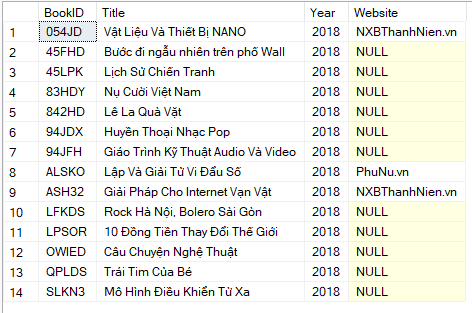 BookID Title Year Website
1 054JD Vật Liệu Và Thiết Bị NANO 2018 NXBThanhNien.vn
2 45FHD Bước đi ngẫu nhiên trên phố Wall 2018 NULL
3 45LPK Lịch Sử Chiến Tranh 2018 NULL
4 83HDY Nụ Cười Việt Nam 2018 NULL
5 842HD Lê La Quà Vặt 2018 NULL
6 94JDX Huyền Thoại Nhạc Pop 2018 NULL
7 94JFH Giáo Trình Kỹ Thuật Audio Và Video 2018 NULL
8 ALSKO Lập Và Giải Tử Vi Đẩu Số 2018 PhuNu.vn
9 ASH32 Giải Pháp Cho Internet Vạn Vật 2018 NXBThanhNien.vn
10 LFKDS Rock Hà Nội, Bolero Sài Gòn 2018 NULL
11 LPSOR 10 Đồng Tiền Thay Đổi Thế Giới 2018 NULL
12 OWIED Câu Chuyện Nghệ Thuật 2018 NULL
13 QPLDS Trái Tim Của Bé 2018 NULL
14 SLKN3 Mô Hình Điều Khiển Từ Xa 2018 NULL